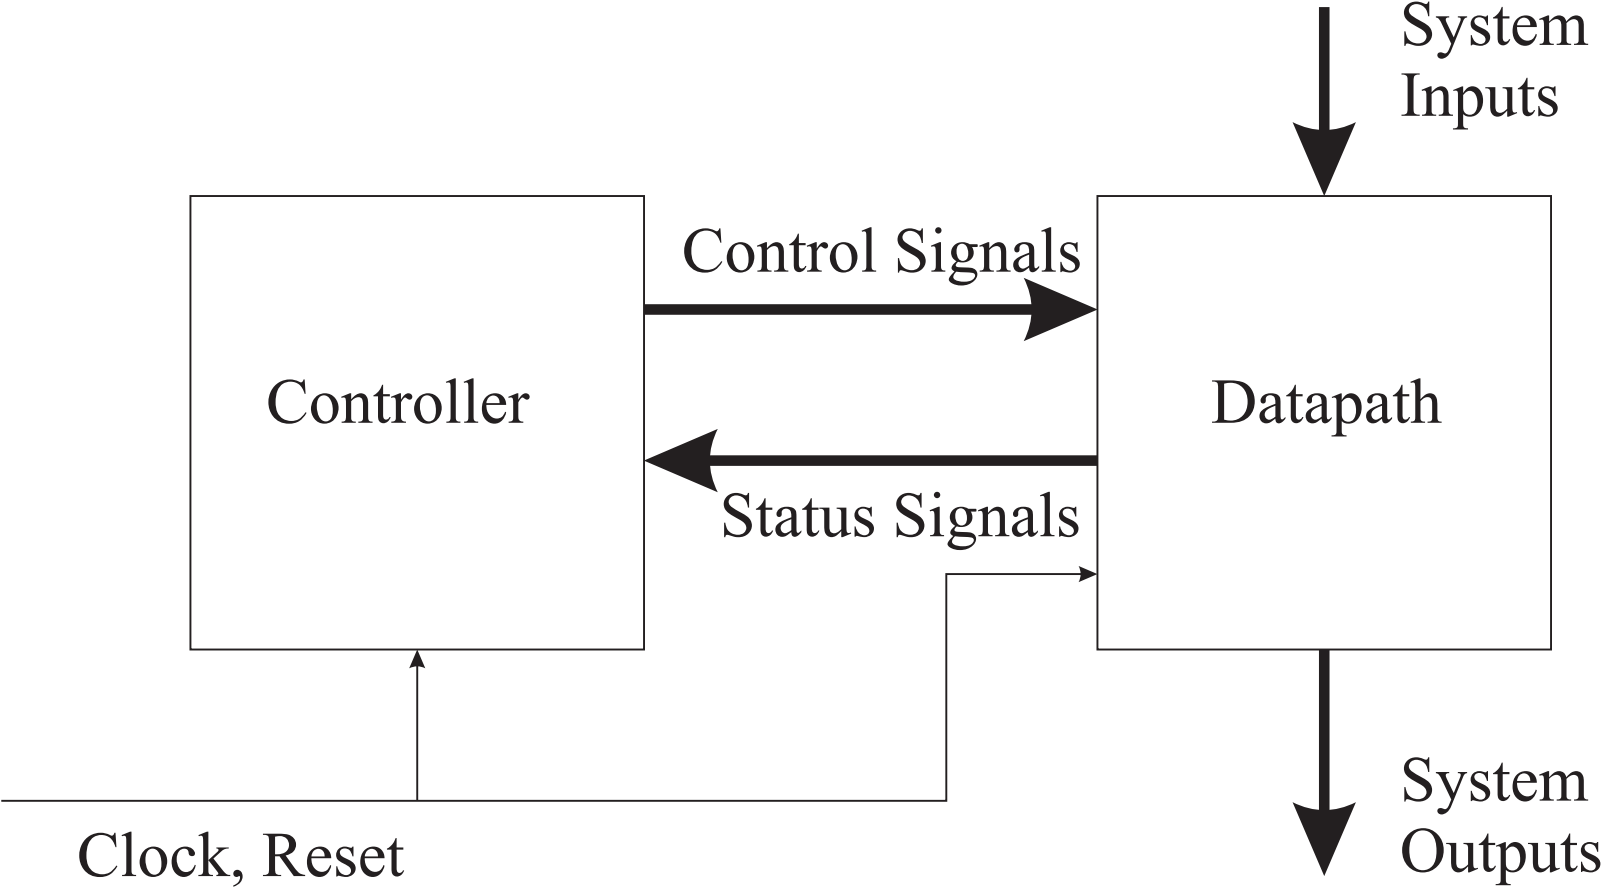 System
Inputs
Control Signals
Controller
Datapath
Status Signals
System
Outputs
Clock, Reset